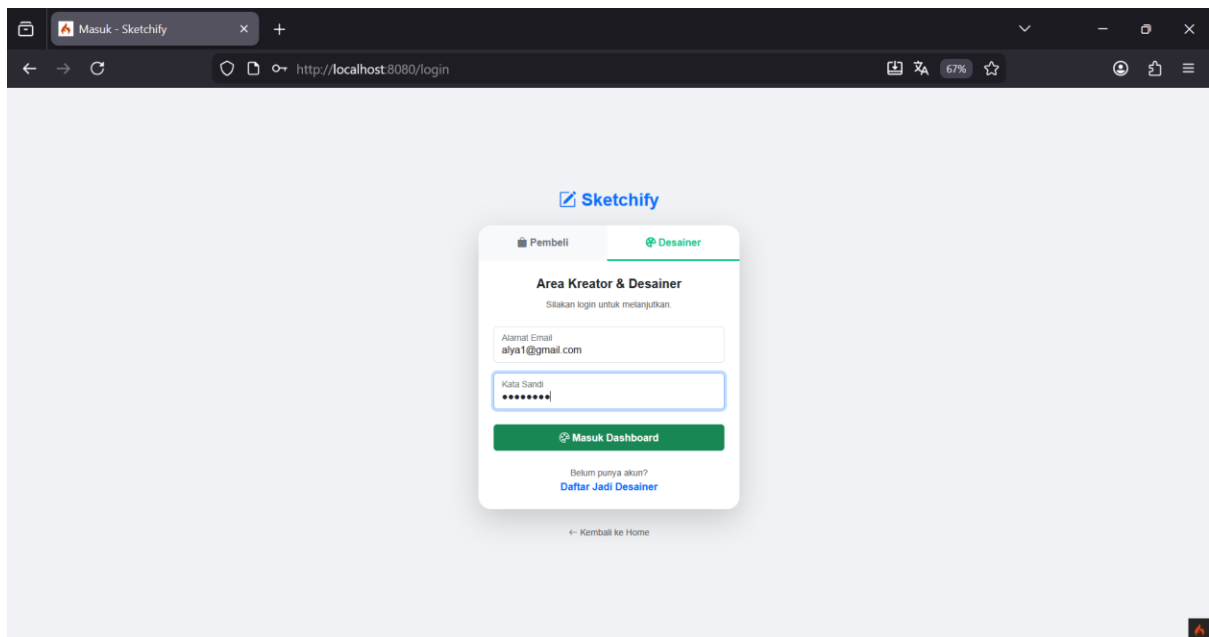 Masuk - Sketchify
http://localhost:8080/login
67%
Sketchify
Pembeli
Desainer
Area Kreator & Desainer
Silakan login untuk melanjutkan.
Alamat Email
alya1@gmail.com
Kata Sandi
••••••••
Masuk Dashboard
Belum punya akun?
Daftar Jadi Desainer
← Kembali ke Home